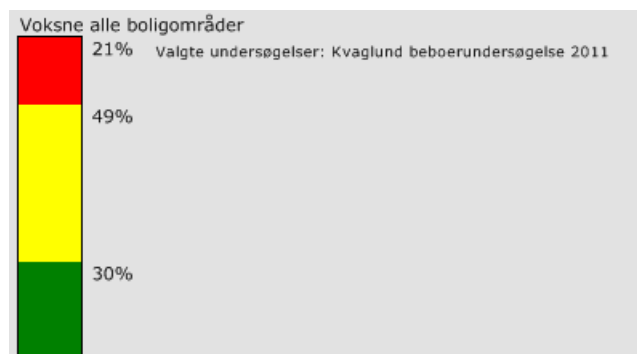 Voksne alle boligområder
21% Valgte undersøgelser: Kvaglund beboerundersøgelse 2011
49%
30%